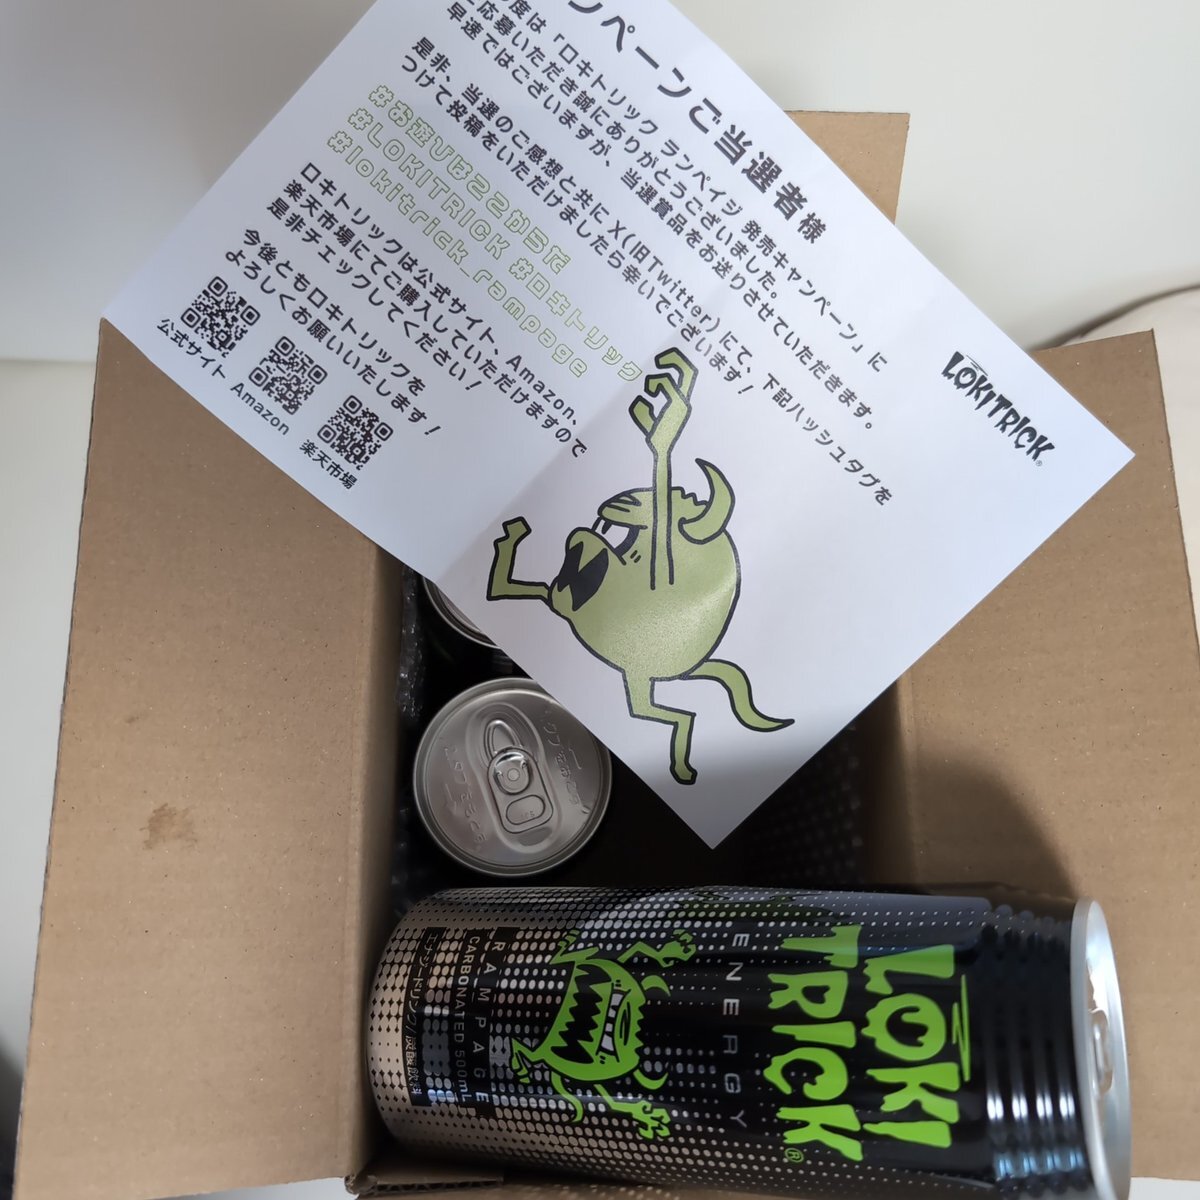 ンペーンご当選者様
度は「ロキトリック ランペイジ 発売キャンペーン」に
応募いただき誠にありがとうございました。
早速ではございますが、当選賞品をお送りさせていただきます。
是非、当選のご感想と共にX(旧Twitter)にて、下記ハッシュタグを
つけて投稿をいただけましたら幸いでございます!
#お遊びはここからだ
#LOKITRICK #ロキトリック
#lokitrick_rampage
ロキトリックは公式サイト、Amazon、
楽天市場にてご購入していただけますので
是非チェックしてください!
今後ともロキトリックを
よろしくお願いいたします!
公式サイト
Amazon
楽天市場
LOKITRICK®
LOKI
TRICK®
ENERGY
RAMPAGE
CARBONATED 500mL
エナジードリンク/炭酸飲料